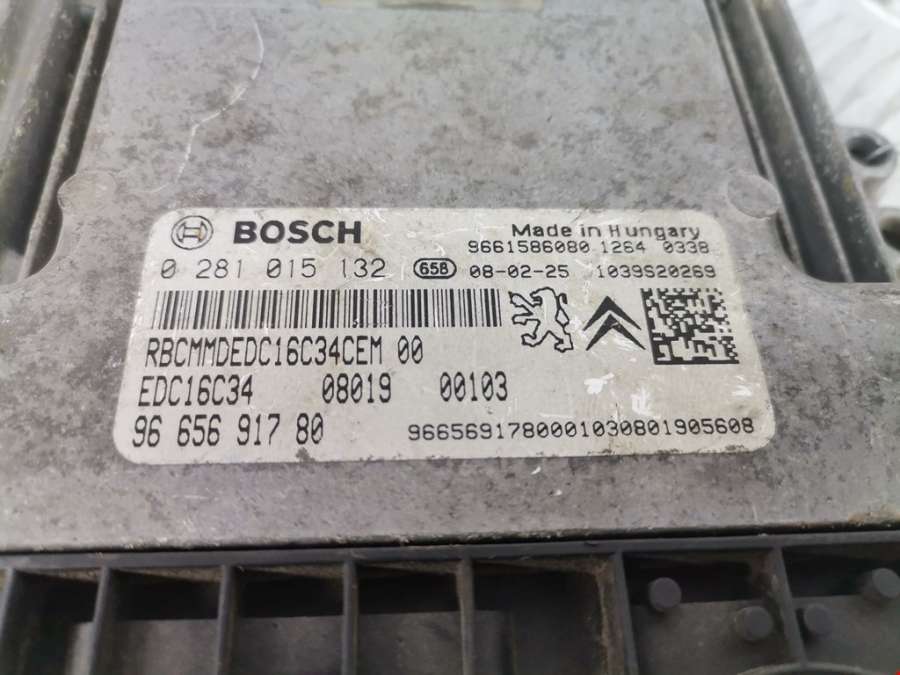 BOSCH Made in Hungary
9661586080 1264 0338
0 281 015 132 658 08-02-25 1039S20269
RBCMMDEDC16C34CEM 00
EDC16C34 08019 00103
96 656 917 80 9665691780001030801905608